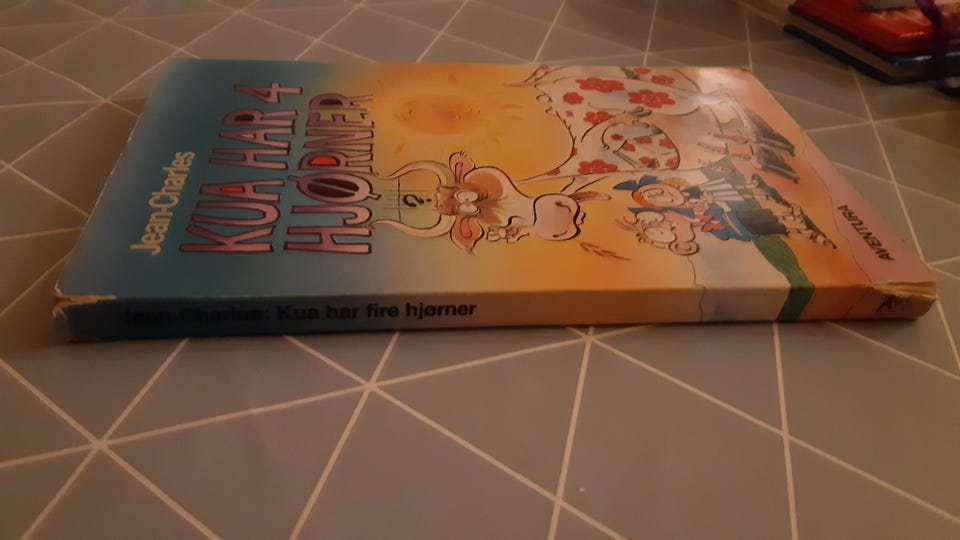 Jean-Charles
KUA HAR 4
HJØRNER
?
AVENTURA
Jean-Charles: Kua har fire hjørner